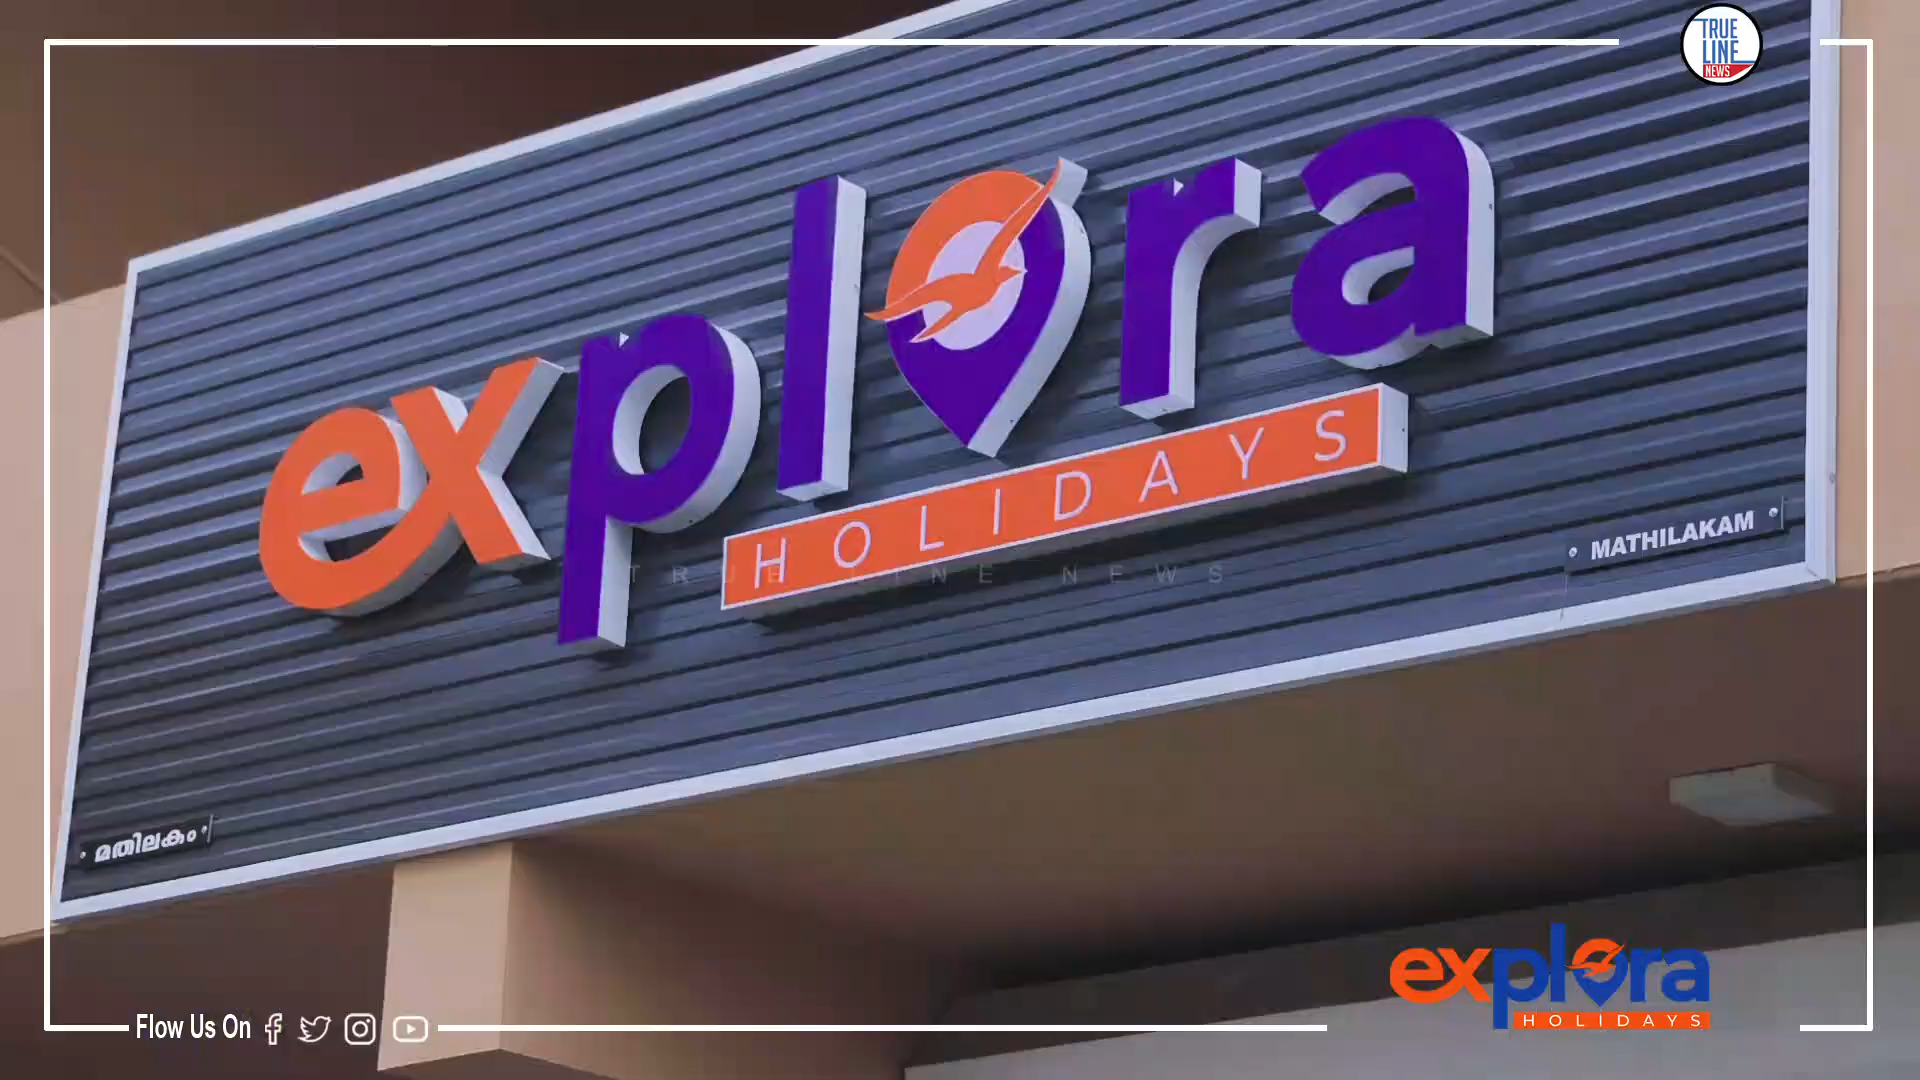 TRUE
LINE
NEWS
explora
HOLIDAYS
TRUE LINE NEWS
MATHILAKAM
മതിലകം
explora
HOLIDAYS
Flow Us On